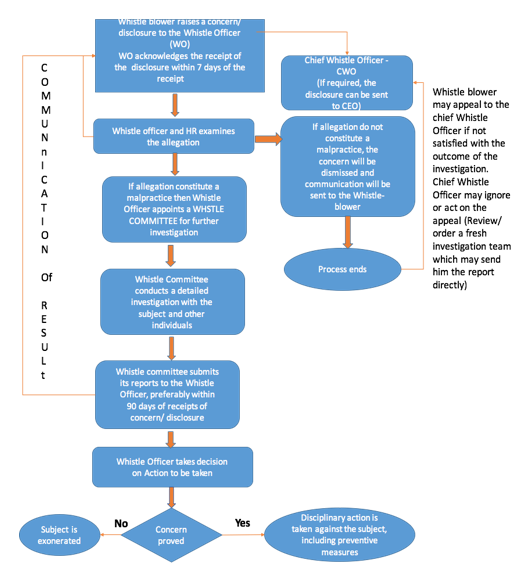 Whistle blower raises a concern/
disclosure to the Whistle Officer
(WO)
WO acknowledges the receipt of
the disclosure within 7 days of the
receipt
Chief Whistle Officer -
CWO
(If required, the
disclosure can be sent
to CEO)
Whistle blower
may appeal to the
chief Whistle
Officer if not
satisfied with the
outcome of the
investigation.
Chief Whistle
Officer may ignore
or act on the
appeal (Review/
order a fresh
investigation team
which may send
him the report
directly)
C
O
M
M
U
N
n
I
C
A
T
I
O
N
Of
R
E
S
U
L
t
Whistle officer and HR examines
the allegation
If allegation do not
constitute a
malpractice, the
concern will be
dismissed and
communication will be
sent to the Whistle-
blower
If allegation constitute a
malpractice then Whistle
Officer appoints a WHSTLE
COMMITTEE for further
investigation
Process ends
Whistle Committee
conducts a detailed
investigation with the
subject and other
individuals
Whistle committee submits
its reports to the Whistle
Officer, preferably within
90 days of receipts of
concern/ disclosure
Whistle Officer takes decision
on Action to be taken
No
Yes
Subject is
exonerated
Concern
proved
Disciplinary action is
taken against the subject,
including preventive
measures